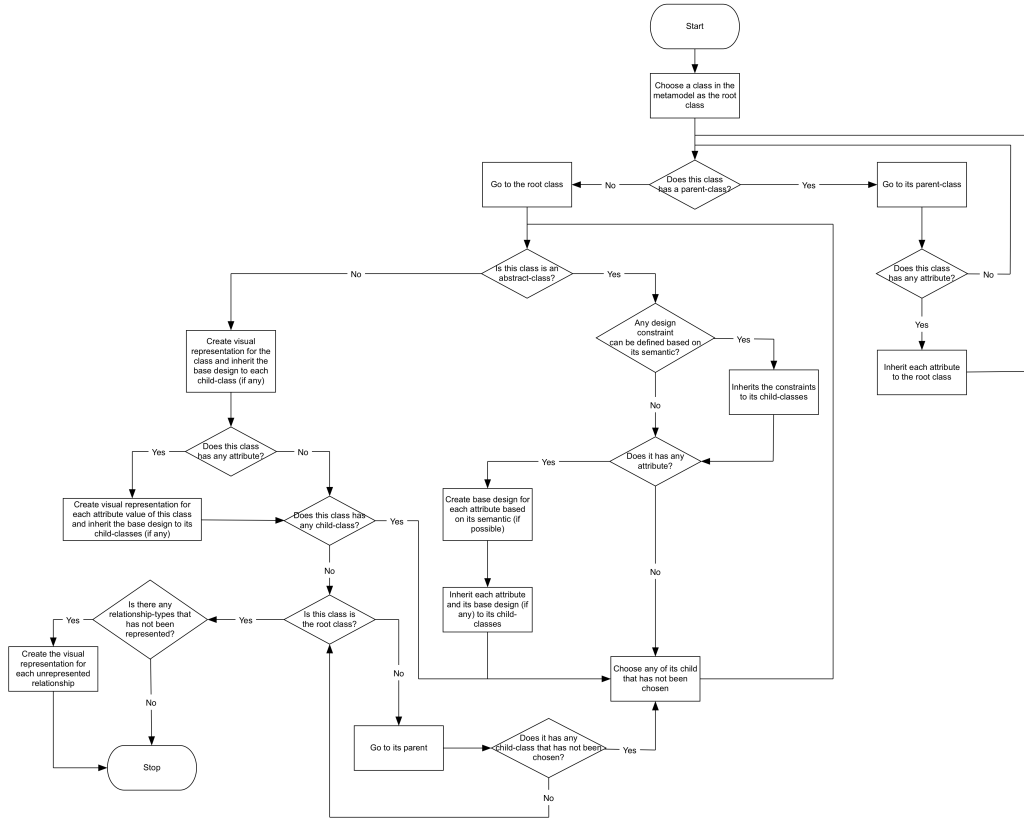 Start
Choose a class in the
metamodel as the root
class
Go to the root class
No
Does this class
has a parent-class?
Yes
Go to its parent-class
Is this class is an
abstract-class?
No
Yes
Does this class
has any attribute?
No
Yes
Inherit each attribute
to the root class
Any design
constraint
can be defined based on
its semantic?
Yes
Inherits the constraints
to its child-classes
No
Create visual
representation for the
class and inherit the
base design to each
child-class (if any)
Does this class
has any attribute?
Yes
No
Does it has any
attribute?
Yes
No
Create visual representation for
each attribute value of this class
and inherit the base design to its
child-classes (if any)
Does this class has
any child-class?
Yes
No
Create base design for
each attribute based
on its semantic (if
possible)
Inherit each attribute
and its base design (if
any) to its child-
classes
Is there any
relationship-types that
has not been
represented?
Yes
No
Is this class is
the root class?
Yes
No
Create the visual
representation for
each unrepresented
relationship
Choose any of its child
that has not been
chosen
Go to its parent
Does it has any
child-class that has not been
chosen?
Yes
No
Stop